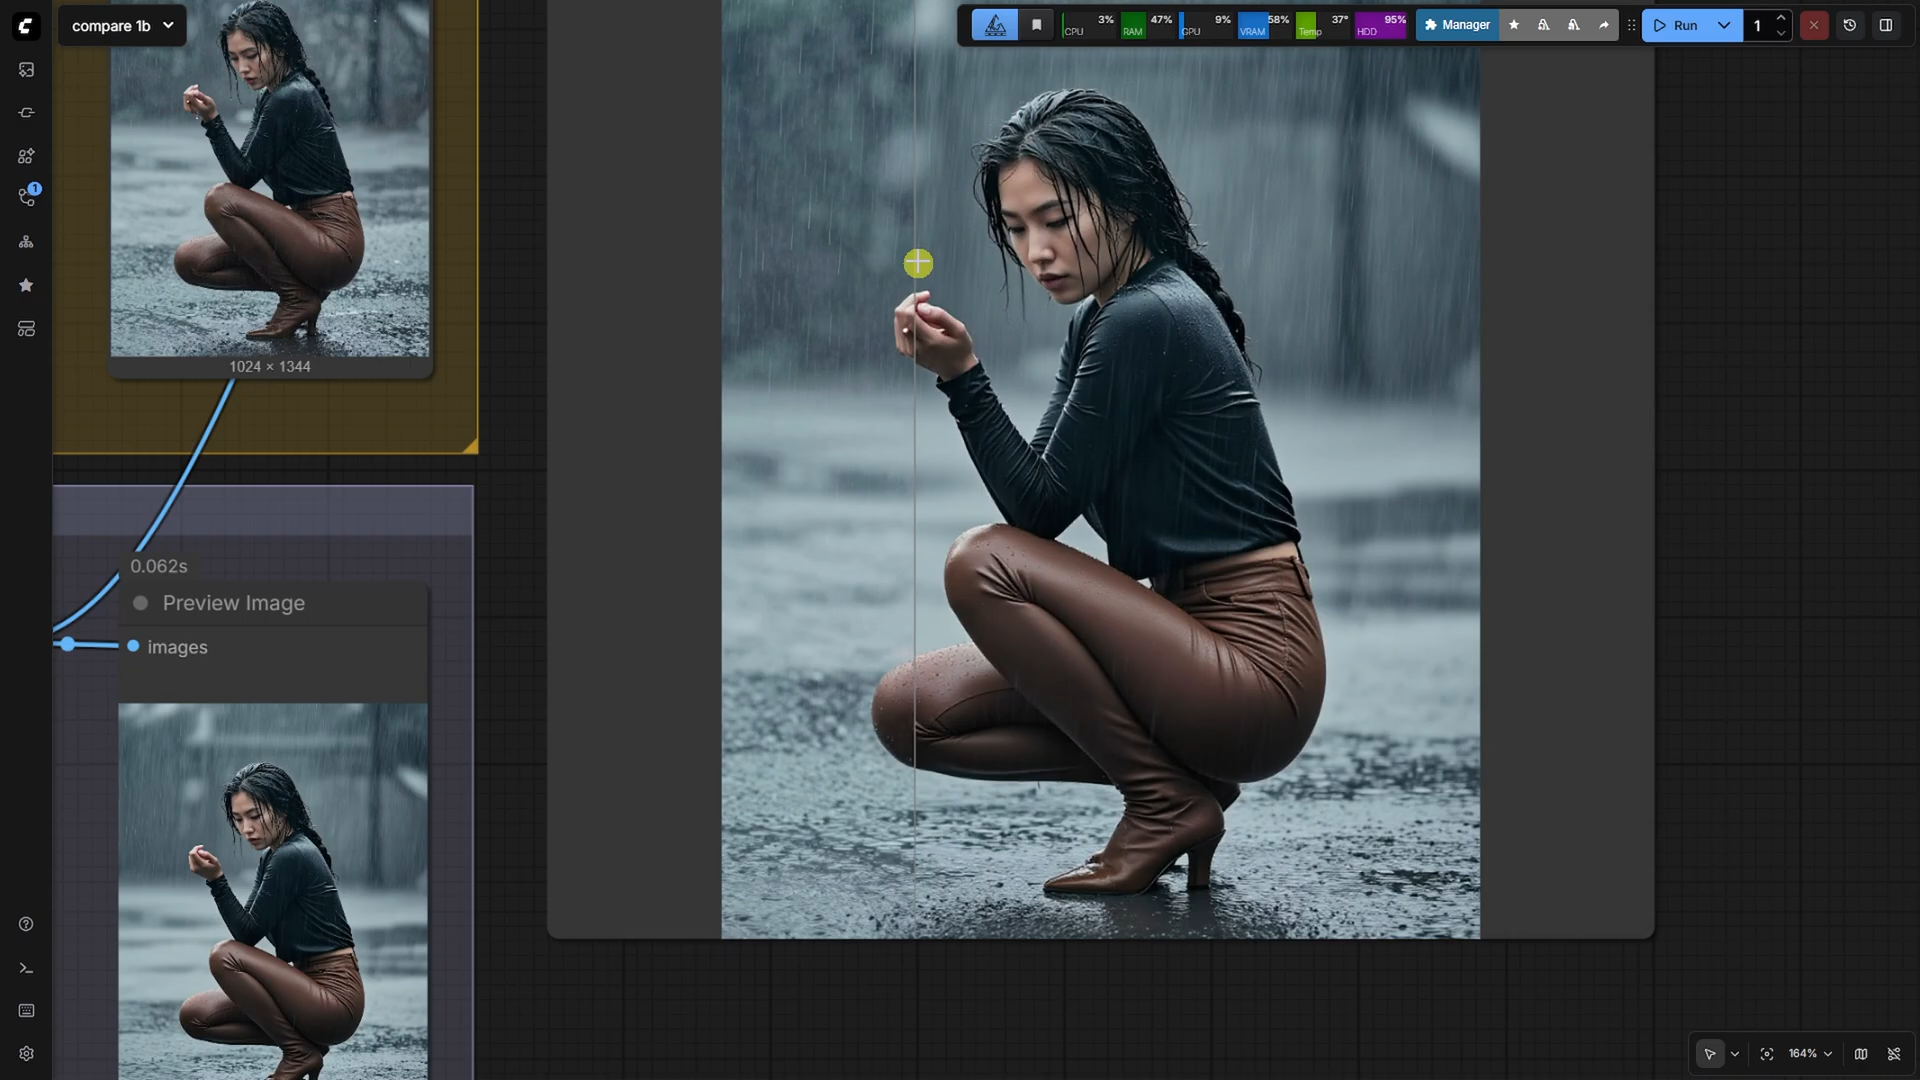 compare 1b
3%
CPU
47%
RAM
9%
GPU
58%
VRAM
37°
Temp
95%
HDD
Manager
Run
1
1
1024 × 1344
0.062s
Preview Image
images
164%